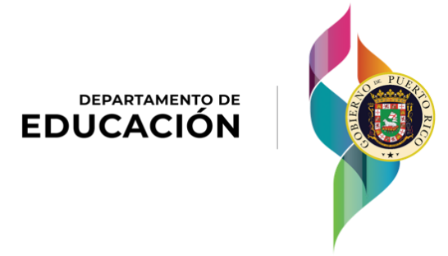 DEPARTAMENTO DE
EDUCACIÓN
GOBIERNO DE PUERTO RICO